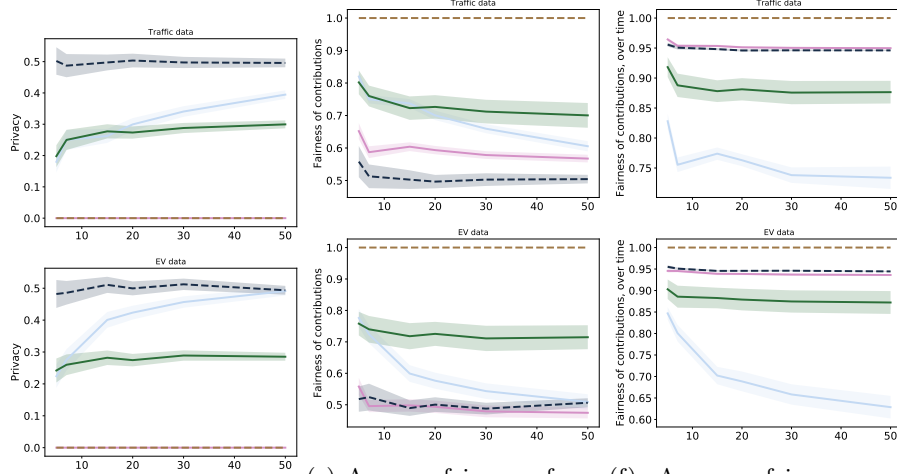 Traffic data
Privacy
0.5
0.4
0.3
0.2
0.1
0.0
10 20 30 40 50
Traffic data
Fairness of contributions
1.0
0.9
0.8
0.7
0.6
0.5
10 20 30 40 50
Traffic data
Fairness of contributions, over time
1.00
0.95
0.90
0.85
0.80
0.75
10 20 30 40 50
EV data
Privacy
0.5
0.4
0.3
0.2
0.1
0.0
10 20 30 40 50
EV data
Fairness of contributions
1.0
0.9
0.8
0.7
0.6
0.5
10 20 30 40 50
EV data
Fairness of contributions, over time
1.00
0.95
0.90
0.85
0.80
0.75
0.70
0.65
0.60
10 20 30 40 50